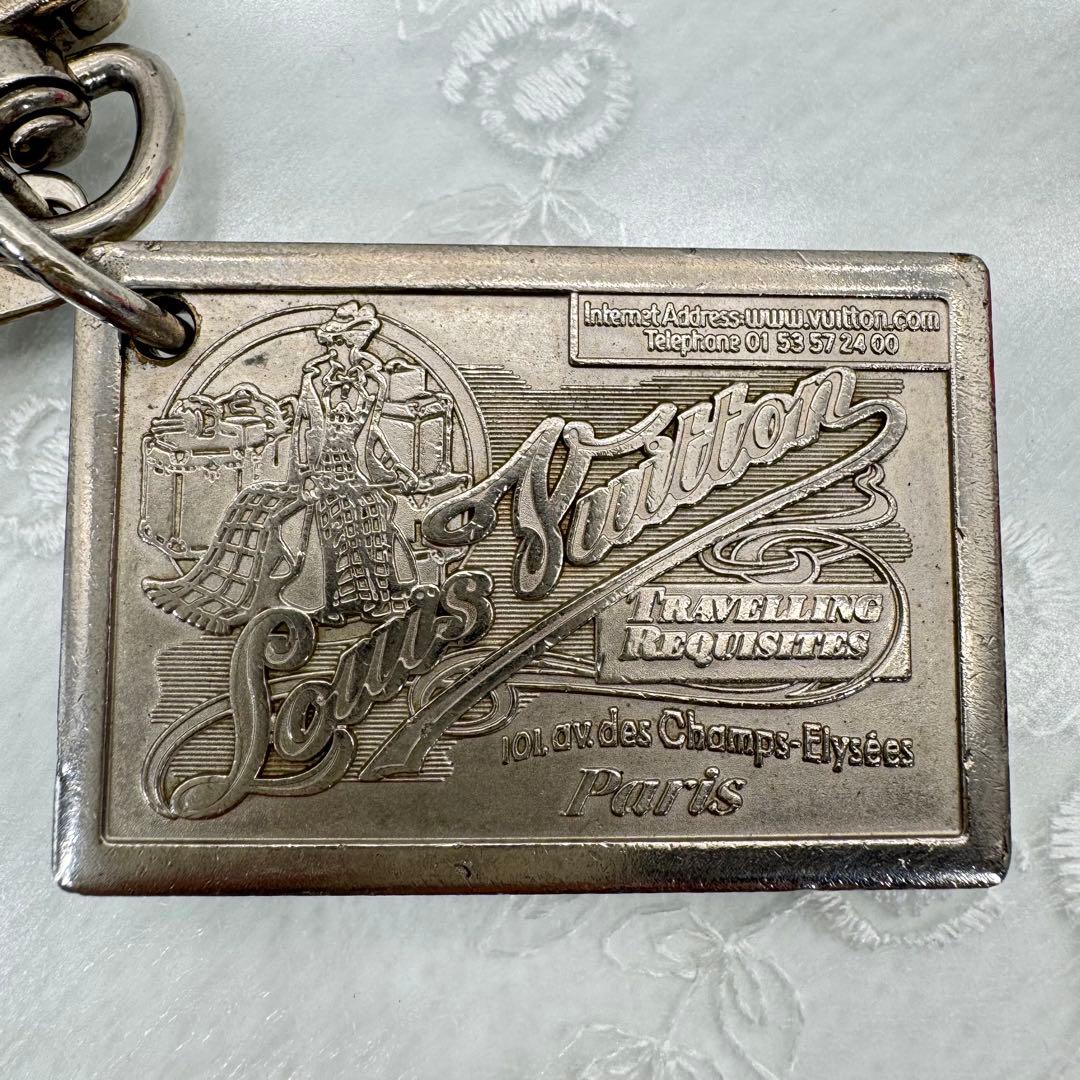 Internet Address:www.vuitton.com
Telephone 01 53 57 24 00
Louis Vuitton
TRAVELLING
REQUISITES
101, av. des Champs-Elysées
Paris